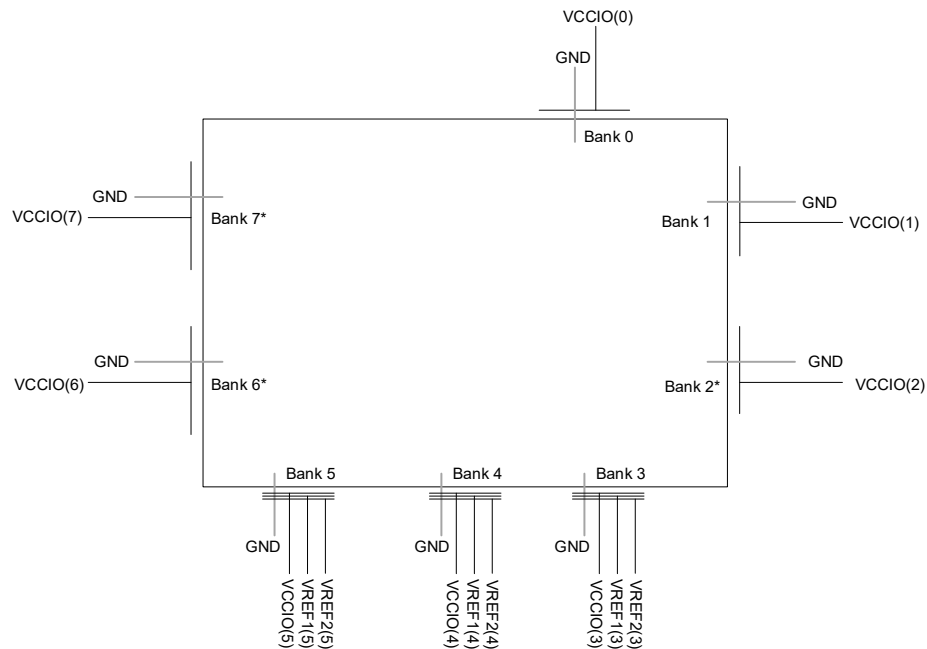 VCCIO(0)
GND
Bank 0
GND
VCCIO(7)
Bank 7*
GND
Bank 1
VCCIO(1)
GND
VCCIO(6)
Bank 6*
GND
Bank 2*
VCCIO(2)
Bank 5
Bank 4
Bank 3
GND
GND
GND
VCCIO(5)
VREF1(5)
VREF2(5)
VCCIO(4)
VREF1(4)
VREF2(4)
VCCIO(3)
VREF1(3)
VREF2(3)